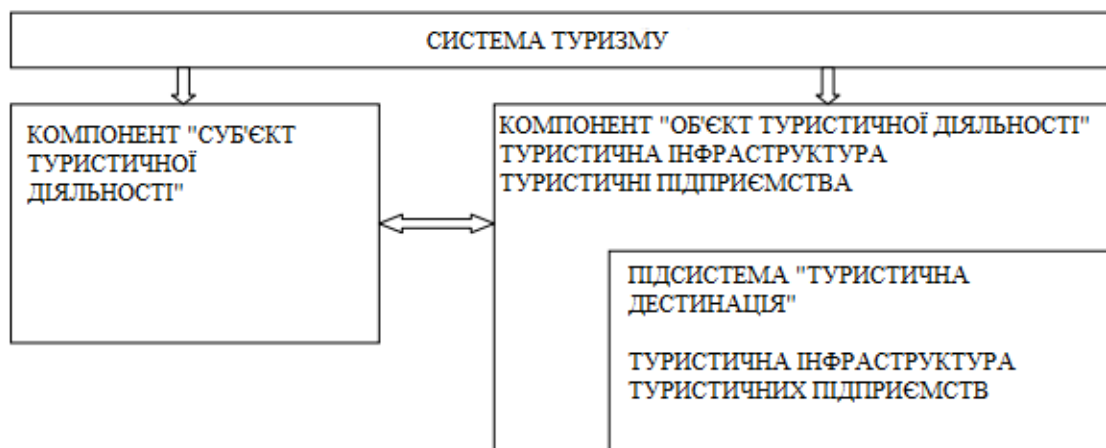 СИСТЕМА ТУРИЗМУ
КОМПОНЕНТ "СУБ'ЄКТ
ТУРИСТИЧНОЇ
ДІЯЛЬНОСТІ"
КОМПОНЕНТ "ОБ'ЄКТ ТУРИСТИЧНОЇ ДІЯЛЬНОСТІ"
ТУРИСТИЧНА ІНФРАСТРУКТУРА
ТУРИСТИЧНІ ПІДПРИЄМСТВА
ПІДСИСТЕМА "ТУРИСТИЧНА
ДЕСТИНАЦІЯ"
ТУРИСТИЧНА ІНФРАСТРУКТУРА
ТУРИСТИЧНИХ ПІДПРИЄМСТВ